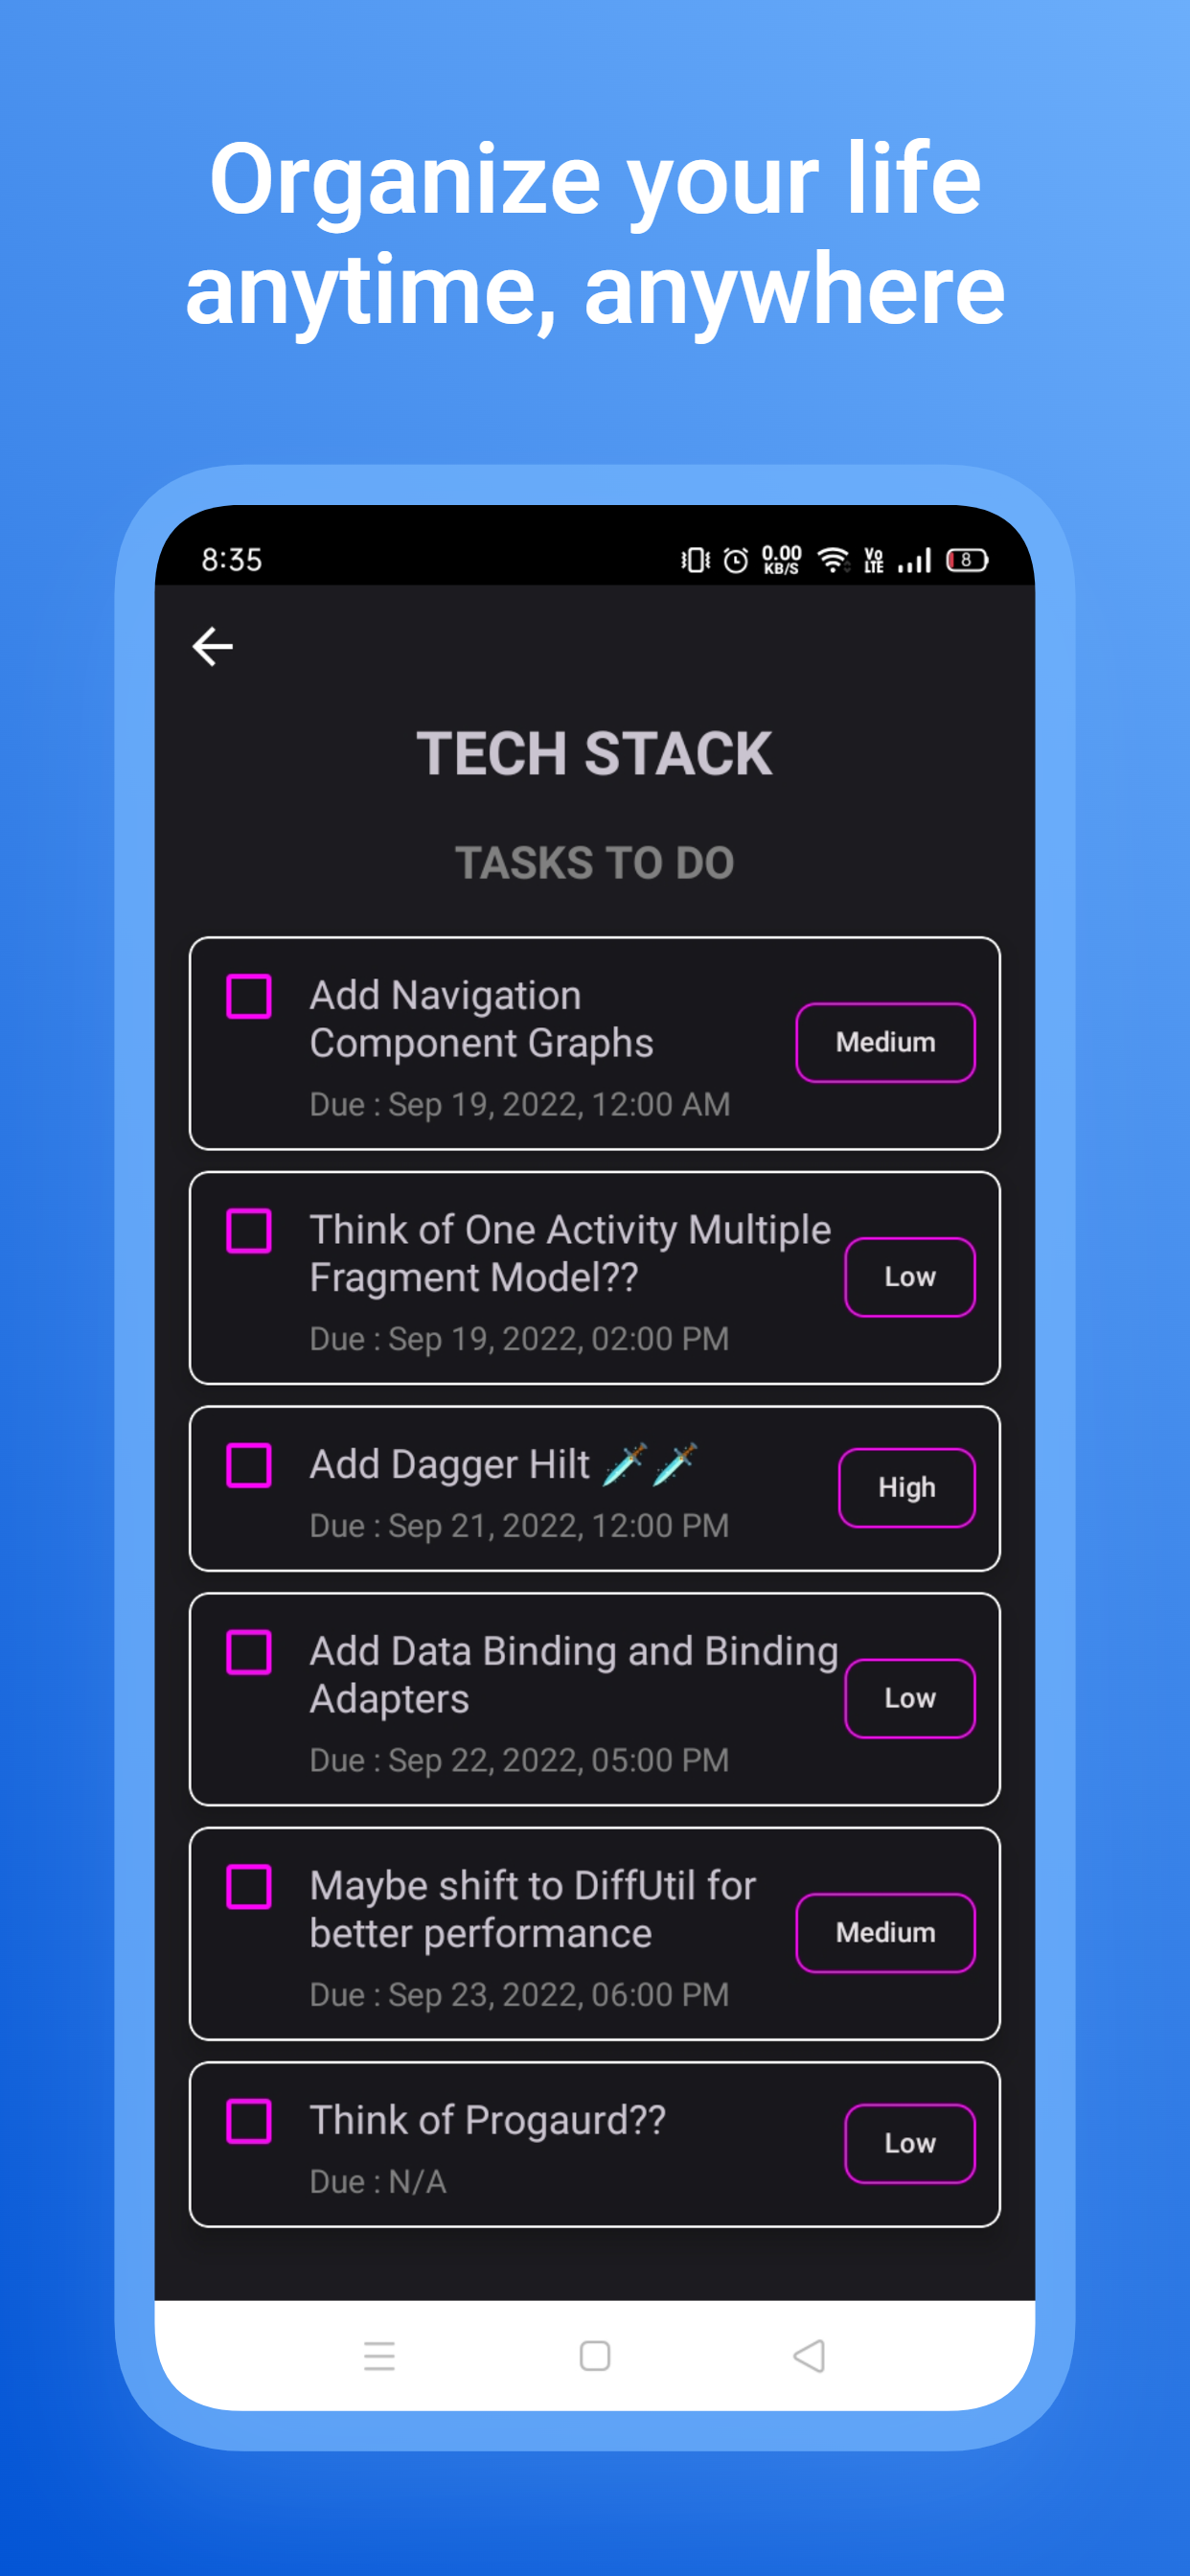 Organize your life
anytime, anywhere
8:35
0.00
KB/S
Vo
LTE
8
TECH STACK
TASKS TO DO
Add Navigation
Component Graphs
Medium
Due : Sep 19, 2022, 12:00 AM
Think of One Activity Multiple
Fragment Model??
Low
Due : Sep 19, 2022, 02:00 PM
Add Dagger Hilt 🗡️🗡️
High
Due : Sep 21, 2022, 12:00 PM
Add Data Binding and Binding
Adapters
Low
Due : Sep 22, 2022, 05:00 PM
Maybe shift to DiffUtil for
better performance
Medium
Due : Sep 23, 2022, 06:00 PM
Think of Progaurd??
Low
Due : N/A